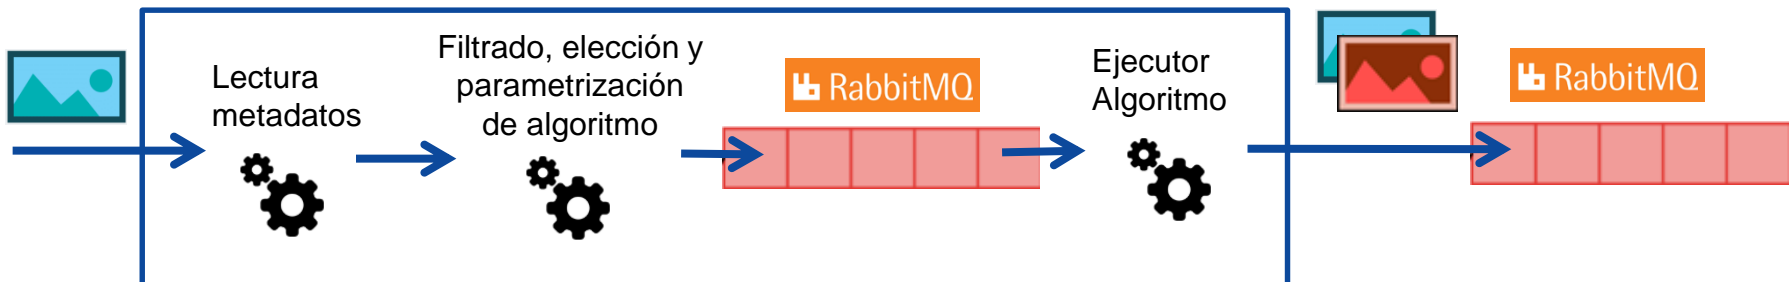 Lectura
metadatos
Filtrado, elección y
parametrización
de algoritmo
RabbitMQ
Ejecutor
Algoritmo
RabbitMQ